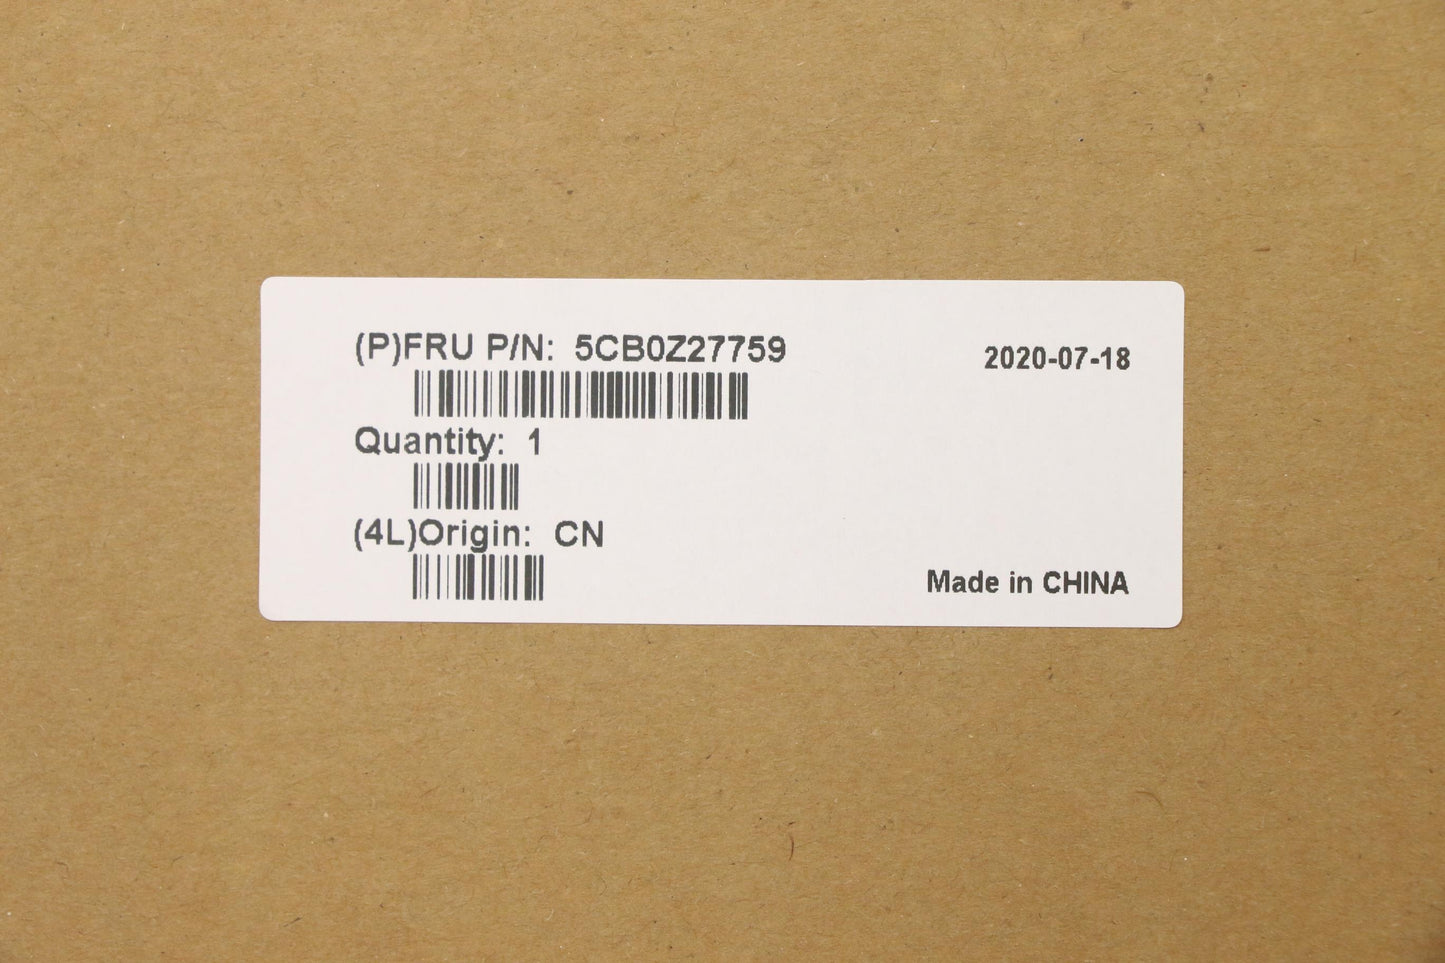 (P)FRU P/N: 5CB0Z27759
2020-07-18
Quantity: 1
(4L)Origin: CN
Made in CHINA